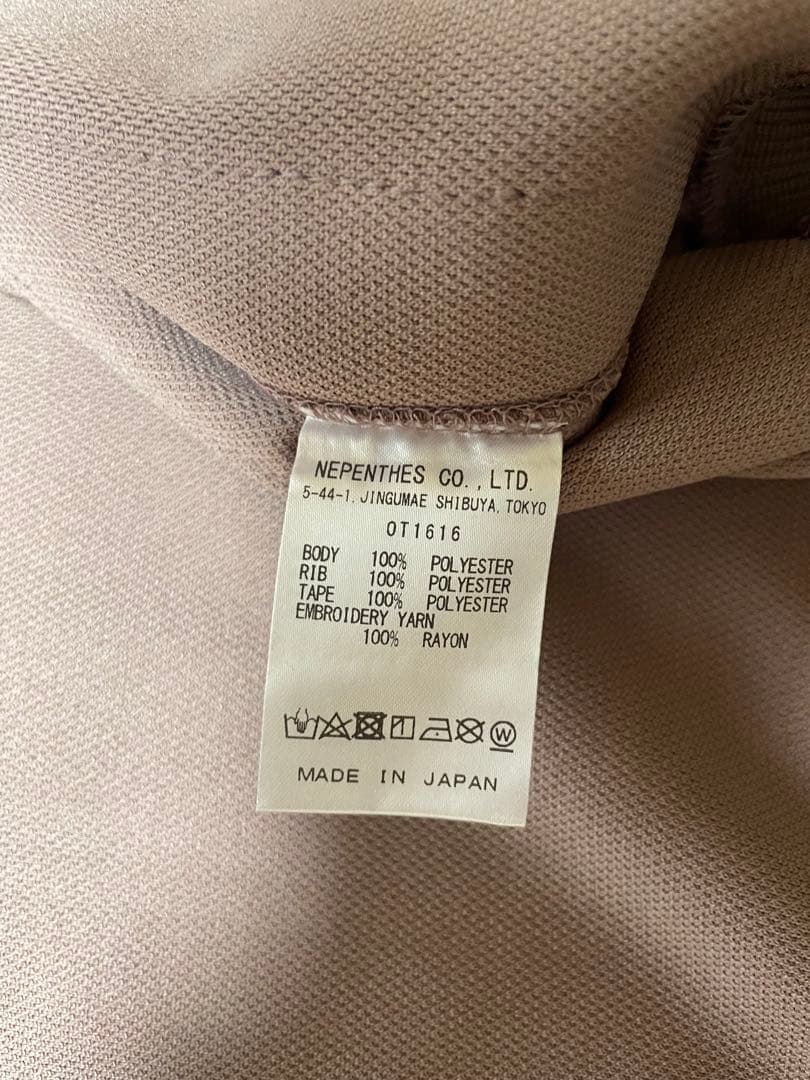 NEPENTHES CO.,LTD.
5-44-1, JINGUMAE SHIBUYA, TOKYO
OT1616
BODY 100% POLYESTER
RIB 100% POLYESTER
TAPE 100% POLYESTER
EMBROIDERY YARN
100% RAYON
W
MADE IN JAPAN